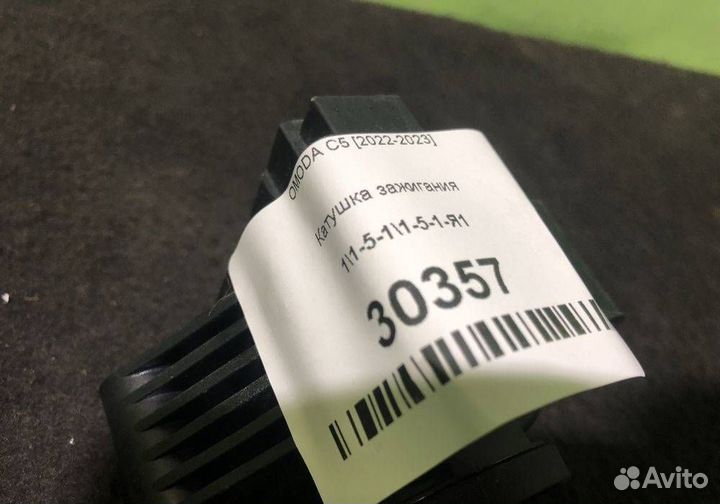 OMODA C5 [2022-2023]
Катушка зажигания
1\1-5-1\1-5-1-Я1
30357
Avito